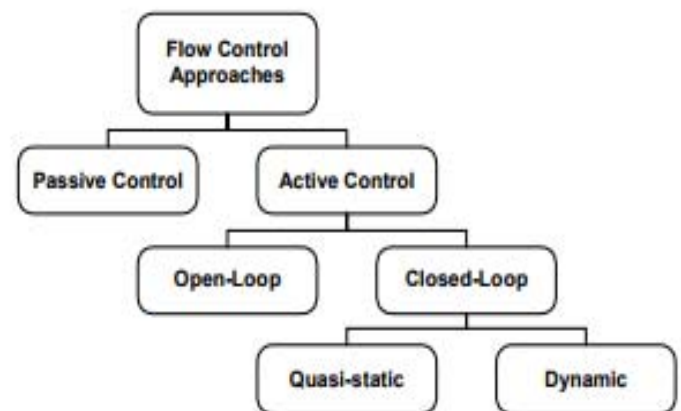 Flow Control
Approaches
Passive Control
Active Control
Open-Loop
Closed-Loop
Quasi-static
Dynamic